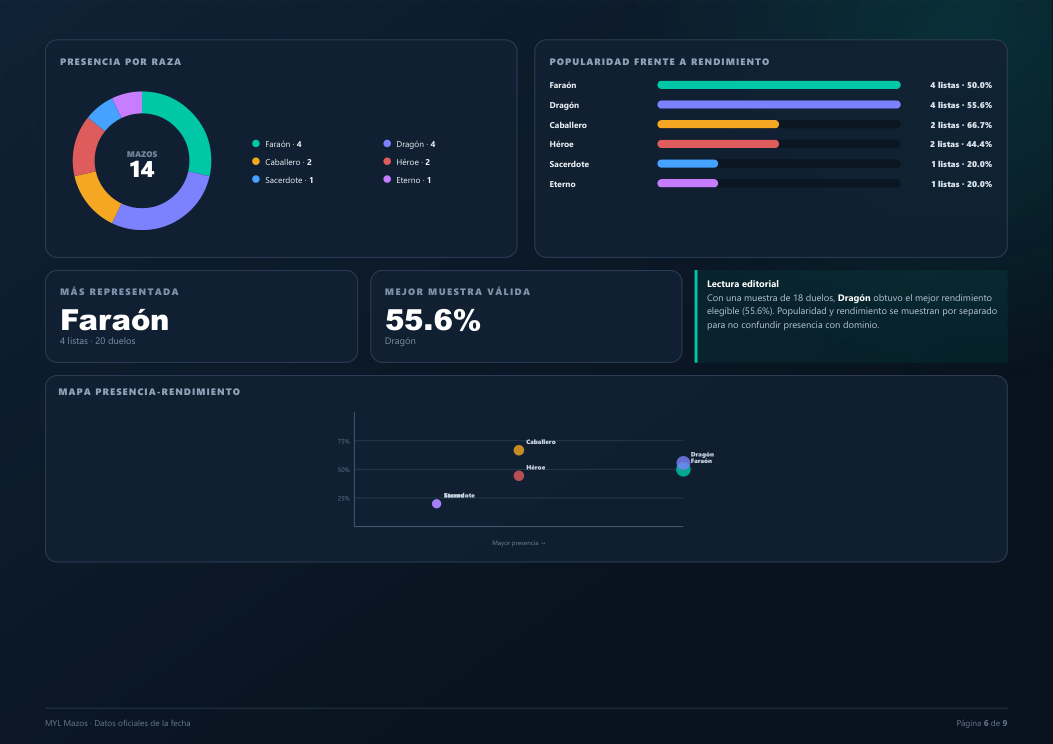 PRESENCIA POR RAZA
MAZOS
14
Faraón · 4
Dragón · 4
Caballero · 2
Héroe · 2
Sacerdote · 1
Eterno · 1
POPULARIDAD FRENTE A RENDIMIENTO
Faraón 4 listas · 50.0%
Dragón 4 listas · 55.6%
Caballero 2 listas · 66.7%
Héroe 2 listas · 44.4%
Sacerdote 1 listas · 20.0%
Eterno 1 listas · 20.0%
MÁS REPRESENTADA
Faraón
4 listas · 20 duelos
MEJOR MUESTRA VÁLIDA
55.6%
Dragón
Lectura editorial
Con una muestra de 18 duelos, Dragón obtuvo el mejor rendimiento
elegible (55.6%). Popularidad y rendimiento se muestran por separado
para no confundir presencia con dominio.
MAPA PRESENCIA-RENDIMIENTO
75%
Caballero
Dragón
Faraón
50%
Héroe
25%
Mayor presencia →
MYL Mazos · Datos oficiales de la fecha
Página 6 de 9